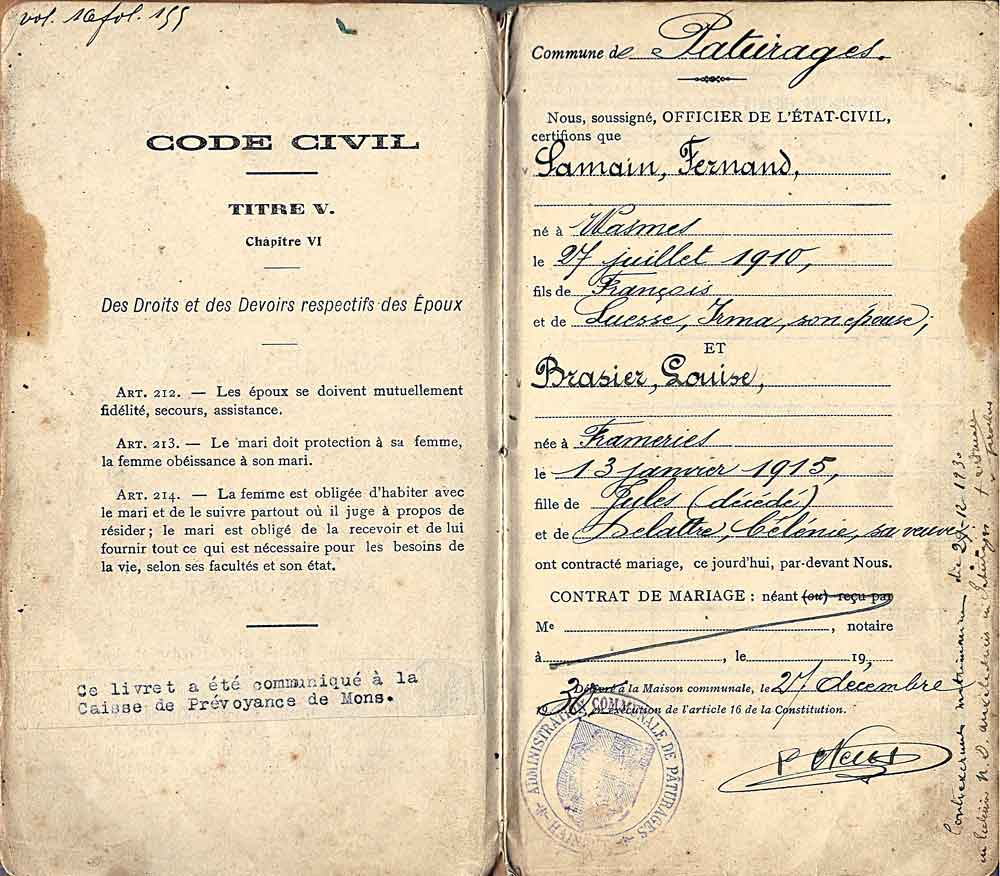 vol. 16 fol. 155
CODE CIVIL
TITRE V.
Chapitre VI
Des Droits et des Devoirs respectifs des Époux
ART. 212. — Les époux se doivent mutuellement
fidélité, secours, assistance.
ART. 213. — Le mari doit protection à sa femme,
la femme obéissance à son mari.
ART. 214. — La femme est obligée d'habiter avec
le mari et de le suivre partout où il juge à propos de
résider ; le mari est obligé de la recevoir et de lui
fournir tout ce qui est nécessaire pour les besoins de
la vie, selon ses facultés et son état.
Ce livret a été communiqué à la
Caisse de Prévoyance de Mons.
Commune de Paturages.
Nous, soussigné, OFFICIER DE L'ÉTAT-CIVIL,
certifions que
Samain, Fernand,
né à Wasmes
le 27 juillet 1910,
fils de François
et de Luesse, Irma, son épouse;
ET
Brasier, Louise,
née à Frameries
le 13 janvier 1915,
fille de Jules (décédé)
et de Delattre, Célénie, sa veuve
ont contracté mariage, ce jourd'hui, par-devant Nous.
CONTRAT DE MARIAGE : néant (ou) reçu par
Me , notaire
à , le 19
Délivré à la Maison communale, le 27 décembre
1930, en exécution de l'article 16 de la Constitution.
ADMINISTRATION COMMUNALE DE PÂTURAGES
HAINAUT
matrimonium die 27-12-1930